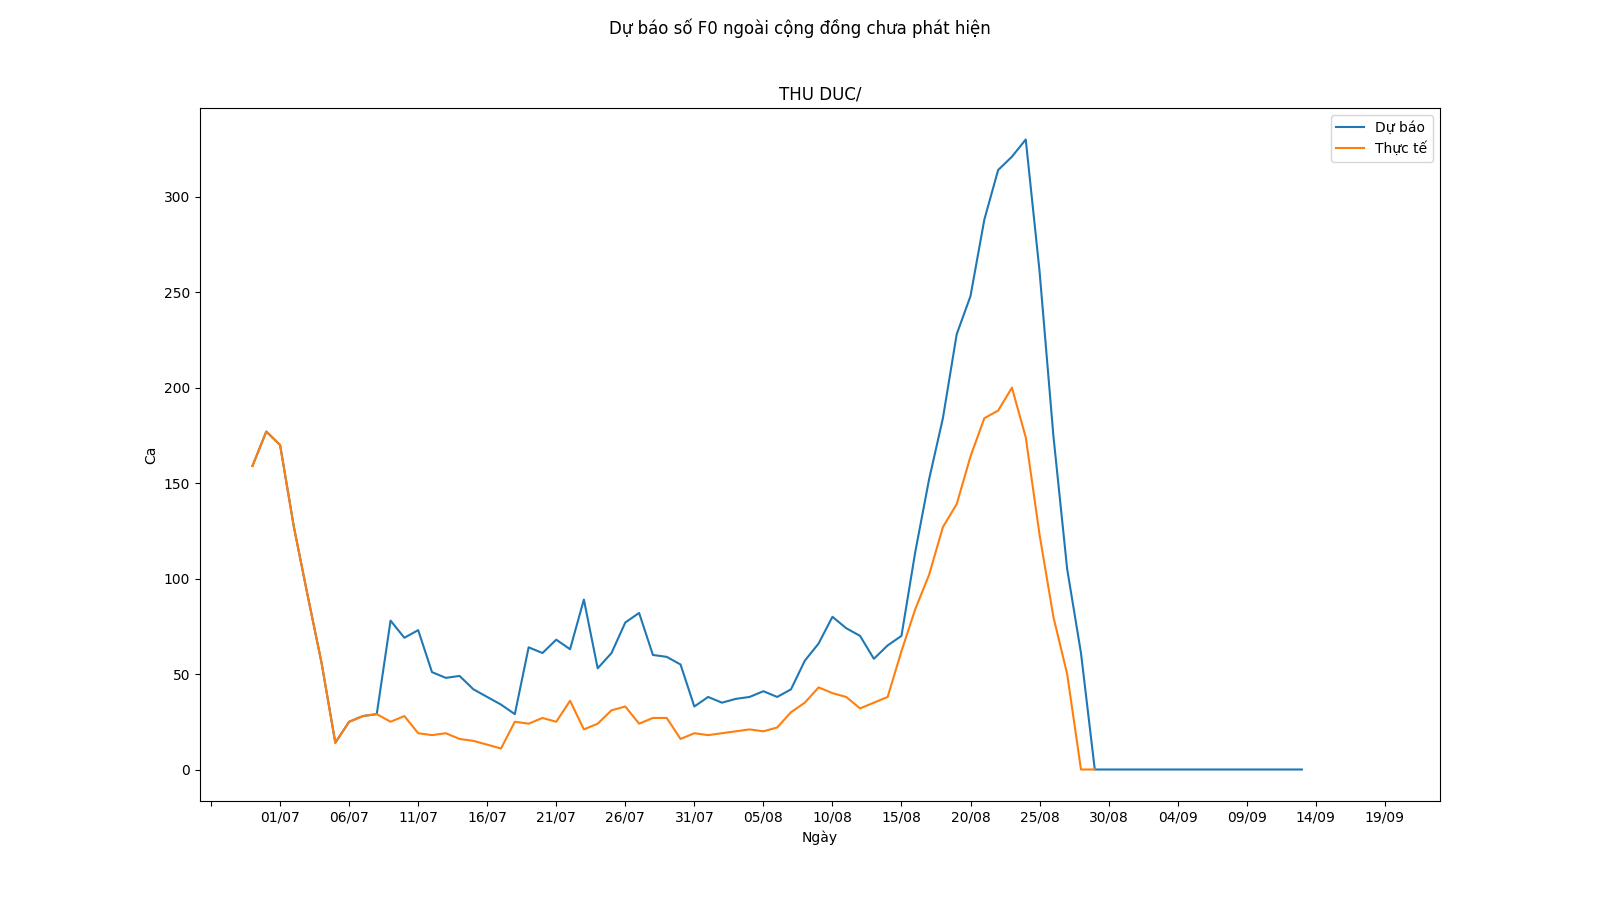 Dự báo số F0 ngoài cộng đồng chưa phát hiện
THU DUC/
Dự báo
Thực tế
300
250
200
150
100
50
0
Ca
01/07 06/07 11/07 16/07 21/07 26/07 31/07 05/08 10/08 15/08 20/08 25/08 30/08 04/09 09/09 14/09 19/09
Ngày